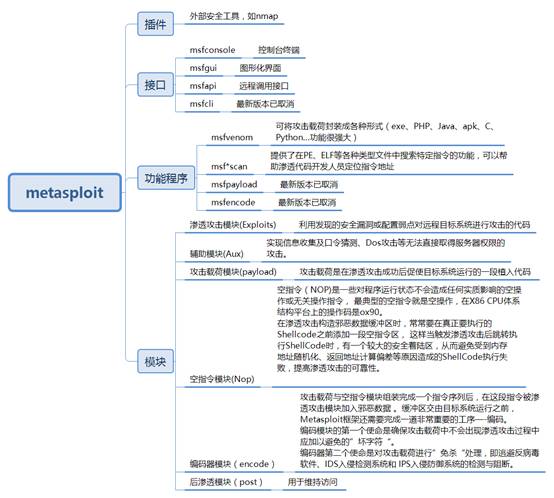 插件
外部安全工具，如nmap
msfconsole 控制台终端
msfgui 图形化界面
接口
msfapi 远程调用接口
msfcli 最新版本已取消
msfvenom
可将攻击载荷封装成各种形式（exe、PHP、Java、apk、C、
Python...功能很强大）
msf*scan
提供了在PE、ELF等各种类型文件中搜索特定指令的功能，可以帮
助渗透代码开发人员定位指令地址
功能程序
msfpayload 最新版本已取消
msfencode 最新版本已取消
metasploit
渗透攻击模块(Exploits) 利用发现的安全漏洞或配置弱点对远程目标系统进行攻击的代码
辅助模块(Aux)
实现信息收集及口令猜测、Dos攻击等无法直接取得服务器权限的
攻击。
攻击载荷模块(payload) 攻击载荷是在渗透攻击成功后促使目标系统运行的一段植入代码
空指令（NOP)是一些对程序运行状态不会造成任何实质影响的空操
作或无关操作指令， 最典型的空指令就是空操作，在X86 CPU体系
结构平台上的操作码是ox90。
在渗透攻击构造邪恶数据缓冲区时，常常要在真正要执行的
Shellcode之前添加一段空指令区， 这样当触发渗透攻击后跳转执
行ShellCode时，有一个较大的安全着陆区，从而避免受到内存
地址随机化、返回地址计算偏差等原因造成的ShellCode执行失
败，提高渗透攻击的可靠性。
模块
空指令模块(Nop)
攻击载荷与空指令模块组装完成一个指令序列后，在这段指令被渗
透攻击模块加入邪恶数据 。缓冲区交由目标系统运行之前，
Metasploit框架还需要完成一道非常重要的工序----编码。
编码模块的第一个使命是确保攻击载荷中不会出现渗透攻击过程中
应加以避免的”坏字符“。
编码器第二个使命是对攻击载荷进行”免杀“处理，即逃避反病毒
软件、IDS入侵检测系统和 IPS入侵防御系统的检测与阻断。
编码器模块（encode）
后渗透模块（post） 用于维持访问